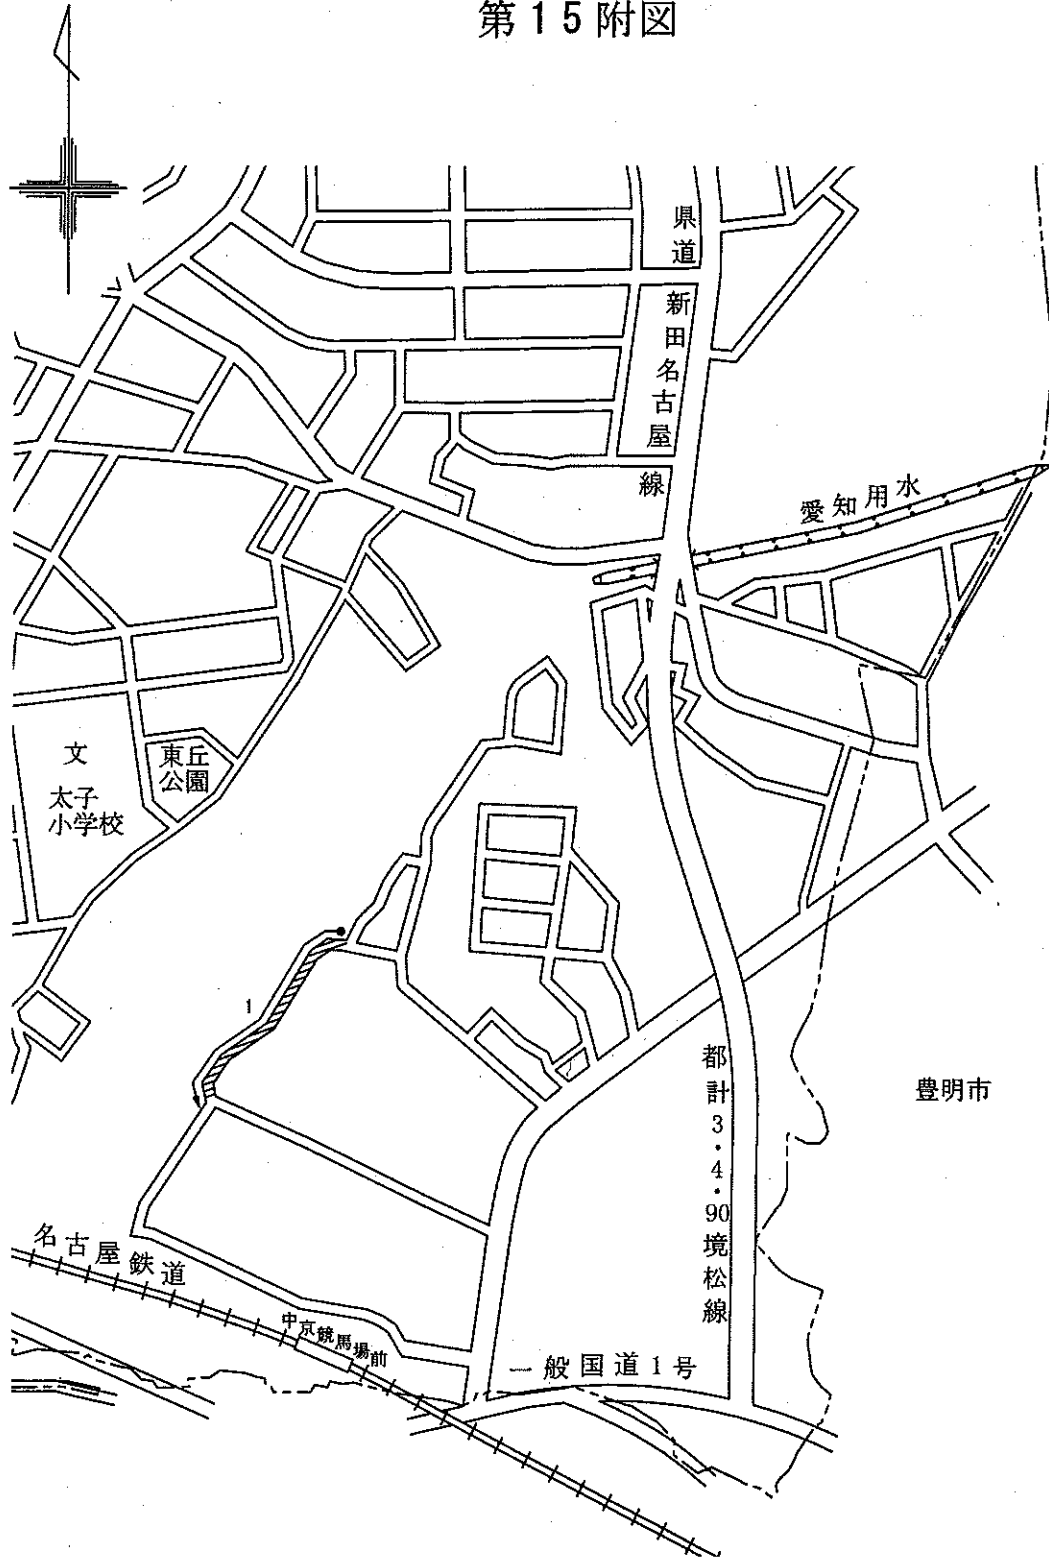 第15附図
県道
新田名古屋
線
愛知用水
文
太子
小学校
東丘
公園
1
都計3・4・90境松線
豊明市
名古屋鉄道
中京競馬場前
一般国道1号